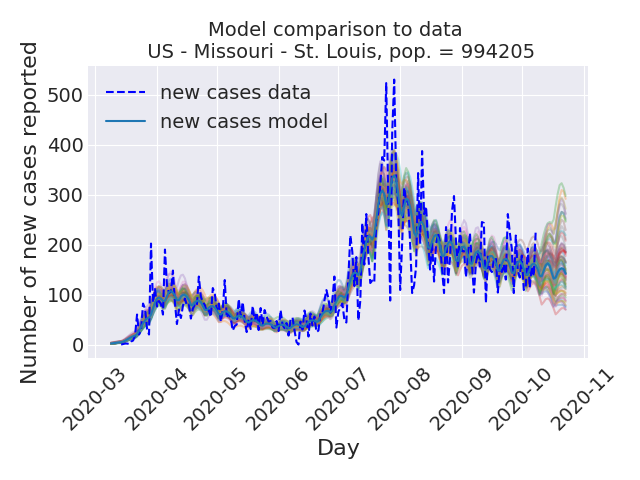 Model comparison to data
US - Missouri - St. Louis, pop. = 994205
Number of new cases reported
500
400
300
200
100
0
new cases data
new cases model
2020-03
2020-04
2020-05
2020-06
2020-07
2020-08
2020-09
2020-10
2020-11
Day